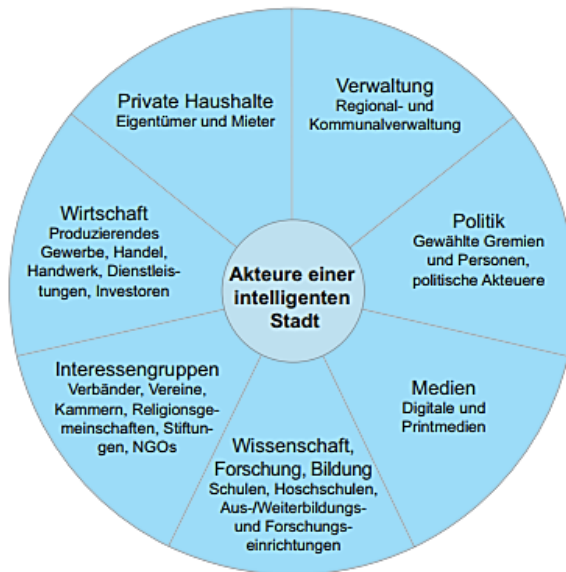 Verwaltung
Regional- und
Kommunalverwaltung
Politik
Gewählte Gremien
und Personen,
politische Akteuere
Medien
Digitale und
Printmedien
Wissenschaft,
Forschung, Bildung
Schulen, Hoschschulen,
Aus-/Weiterbildungs-
und Forschungs-
einrichtungen
Interessengruppen
Verbänder, Vereine,
Kammern, Religionsge-
meinschaften, Stiftun-
gen, NGOs
Wirtschaft
Produzierendes
Gewerbe, Handel,
Handwerk, Dienstleis-
tungen, Investoren
Private Haushalte
Eigentümer und Mieter
Akteure einer
intelligenten
Stadt